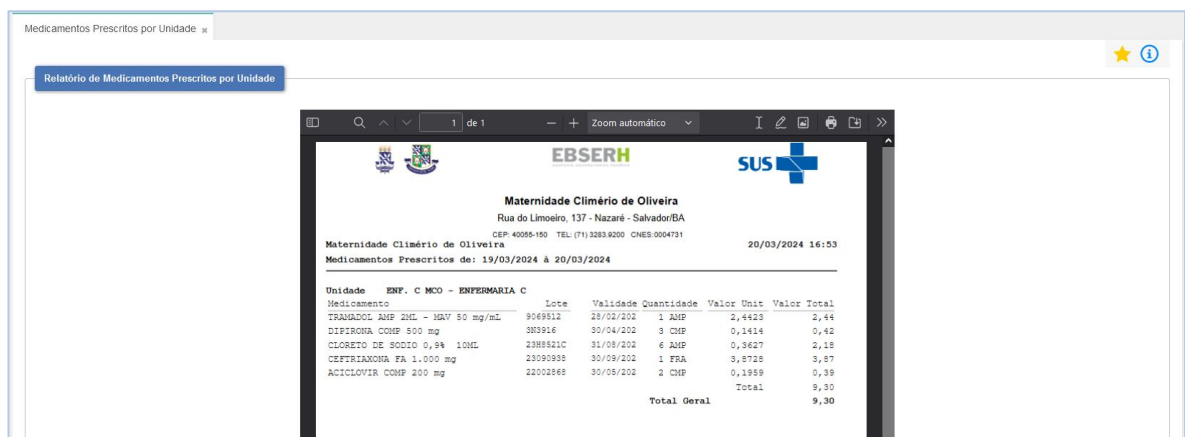 Medicamentos Prescritos por Unidade
Relatório de Medicamentos Prescritos por Unidade
1 de 1 Zoom automático
EBSERH SUS
Maternidade Climério de Oliveira
Rua do Limoeiro, 137 - Nazaré - Salvador/BA
CEP: 40055-150 TEL: (71) 3283.9200 CNES:0004731
Maternidade Climério de Oliveira 20/03/2024 16:53
Medicamentos Prescritos de: 19/03/2024 à 20/03/2024
Unidade ENF. C MCO - ENFERMARIA C
Medicamento Lote Validade Quantidade Valor Unit Valor Total
TRAMADOL AMP 2ML - MAV 50 mg/mL 9069512 28/02/202 1 AMP 2,4423 2,44
DIPIRONA COMP 500 mg 3N3916 30/04/202 3 CMP 0,1414 0,42
CLORETO DE SODIO 0,9% 10ML 23H8521C 31/08/202 6 AMP 0,3627 2,18
CEFTRIAXONA FA 1.000 mg 23090938 30/09/202 1 FRA 3,8728 3,87
ACICLOVIR COMP 200 mg 22002868 30/05/202 2 CMP 0,1959 0,39
Total 9,30
Total Geral 9,30